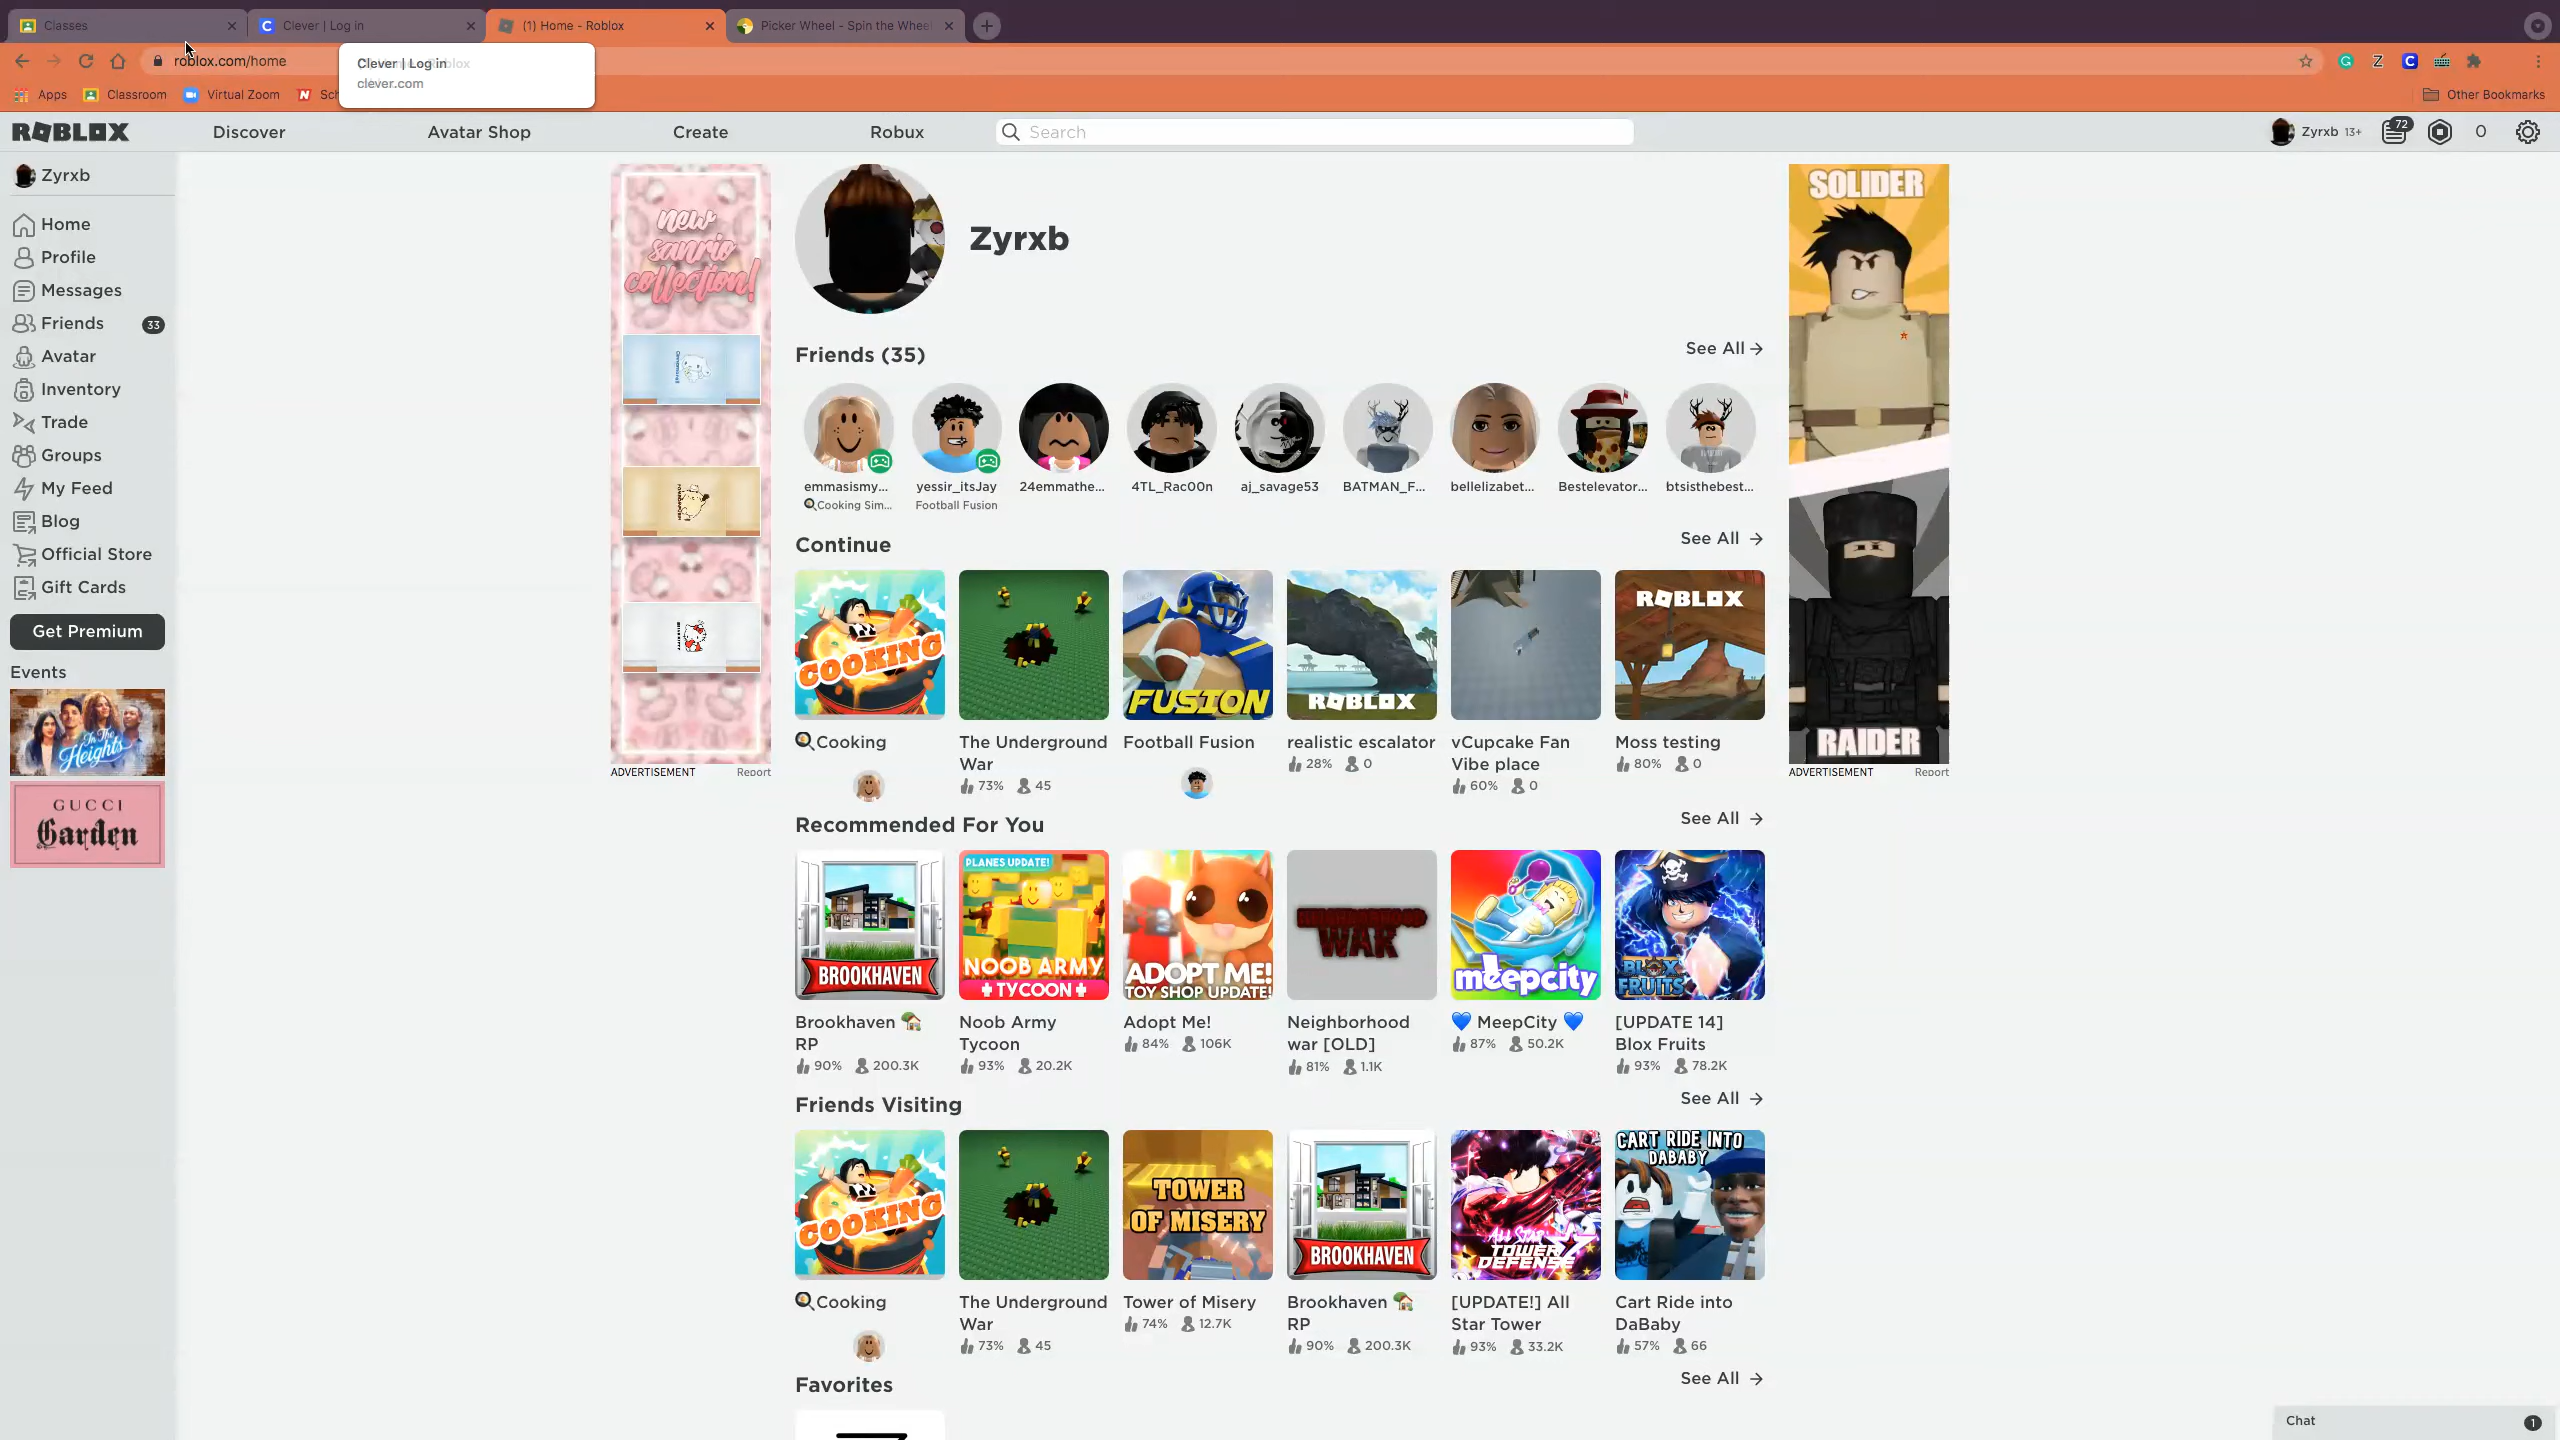 Classes
Clever | Log in
(1) Home - Roblox
Picker Wheel - Spin the Wheel
roblox.com/home
Clever | Log in
clever.com
Apps
Classroom
Virtual Zoom
Other Bookmarks
ROBLOX
Discover
Avatar Shop
Create
Robux
Search
Zyrxb 13+
72
0
Zyrxb
Home
Profile
Messages
Friends 33
Avatar
Inventory
Trade
Groups
My Feed
Blog
Official Store
Gift Cards
Get Premium
Events
In The
Heights
GUCCI
Garden
new
sanrio
collection!
ADVERTISEMENT Report
Zyrxb
Friends (35)
See All →
emmasismy...
Cooking Sim...
yessir_itsJay
Football Fusion
24emmathe...
4TL_Rac00n
aj_savage53
BATMAN_F...
bellelizabet...
Bestelevator...
btsisthebest...
Continue
See All →
COOKING
FUSION
ROBLOX
ROBLOX
Cooking
The Underground
War
73% 45
Football Fusion
realistic escalator
28% 0
vCupcake Fan
Vibe place
60% 0
Moss testing
80% 0
Recommended For You
See All →
BROOKHAVEN
PLANES UPDATE!
NOOB ARMY
TYCOON
ADOPT ME!
TOY SHOP UPDATE!
NEIGHBORHOOD
WAR
meepcity
BLOX
FRUITS
Brookhaven 🏡
RP
90% 200.3K
Noob Army
Tycoon
93% 20.2K
Adopt Me!
84% 106K
Neighborhood
war [OLD]
81% 1.1K
💙 MeepCity 💙
87% 50.2K
[UPDATE 14]
Blox Fruits
93% 78.2K
Friends Visiting
See All →
COOKING
TOWER
OF MISERY
BROOKHAVEN
ALL STAR
TOWER
DEFENSE
CART RIDE INTO
DABABY
Cooking
The Underground
War
73% 45
Tower of Misery
74% 12.7K
Brookhaven 🏡
RP
90% 200.3K
[UPDATE!] All
Star Tower
93% 33.2K
Cart Ride into
DaBaby
57% 66
Favorites
See All →
SOLIDER
RAIDER
ADVERTISEMENT Report
Chat 1